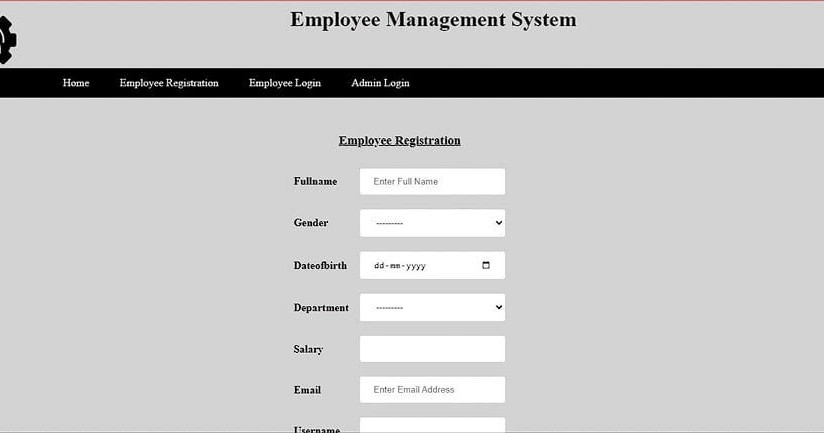 Employee Management System
Home Employee Registration Employee Login Admin Login
Employee Registration
Fullname Enter Full Name
Gender ---------
Dateofbirth dd-mm-yyyy
Department ---------
Salary
Email Enter Email Address
Username